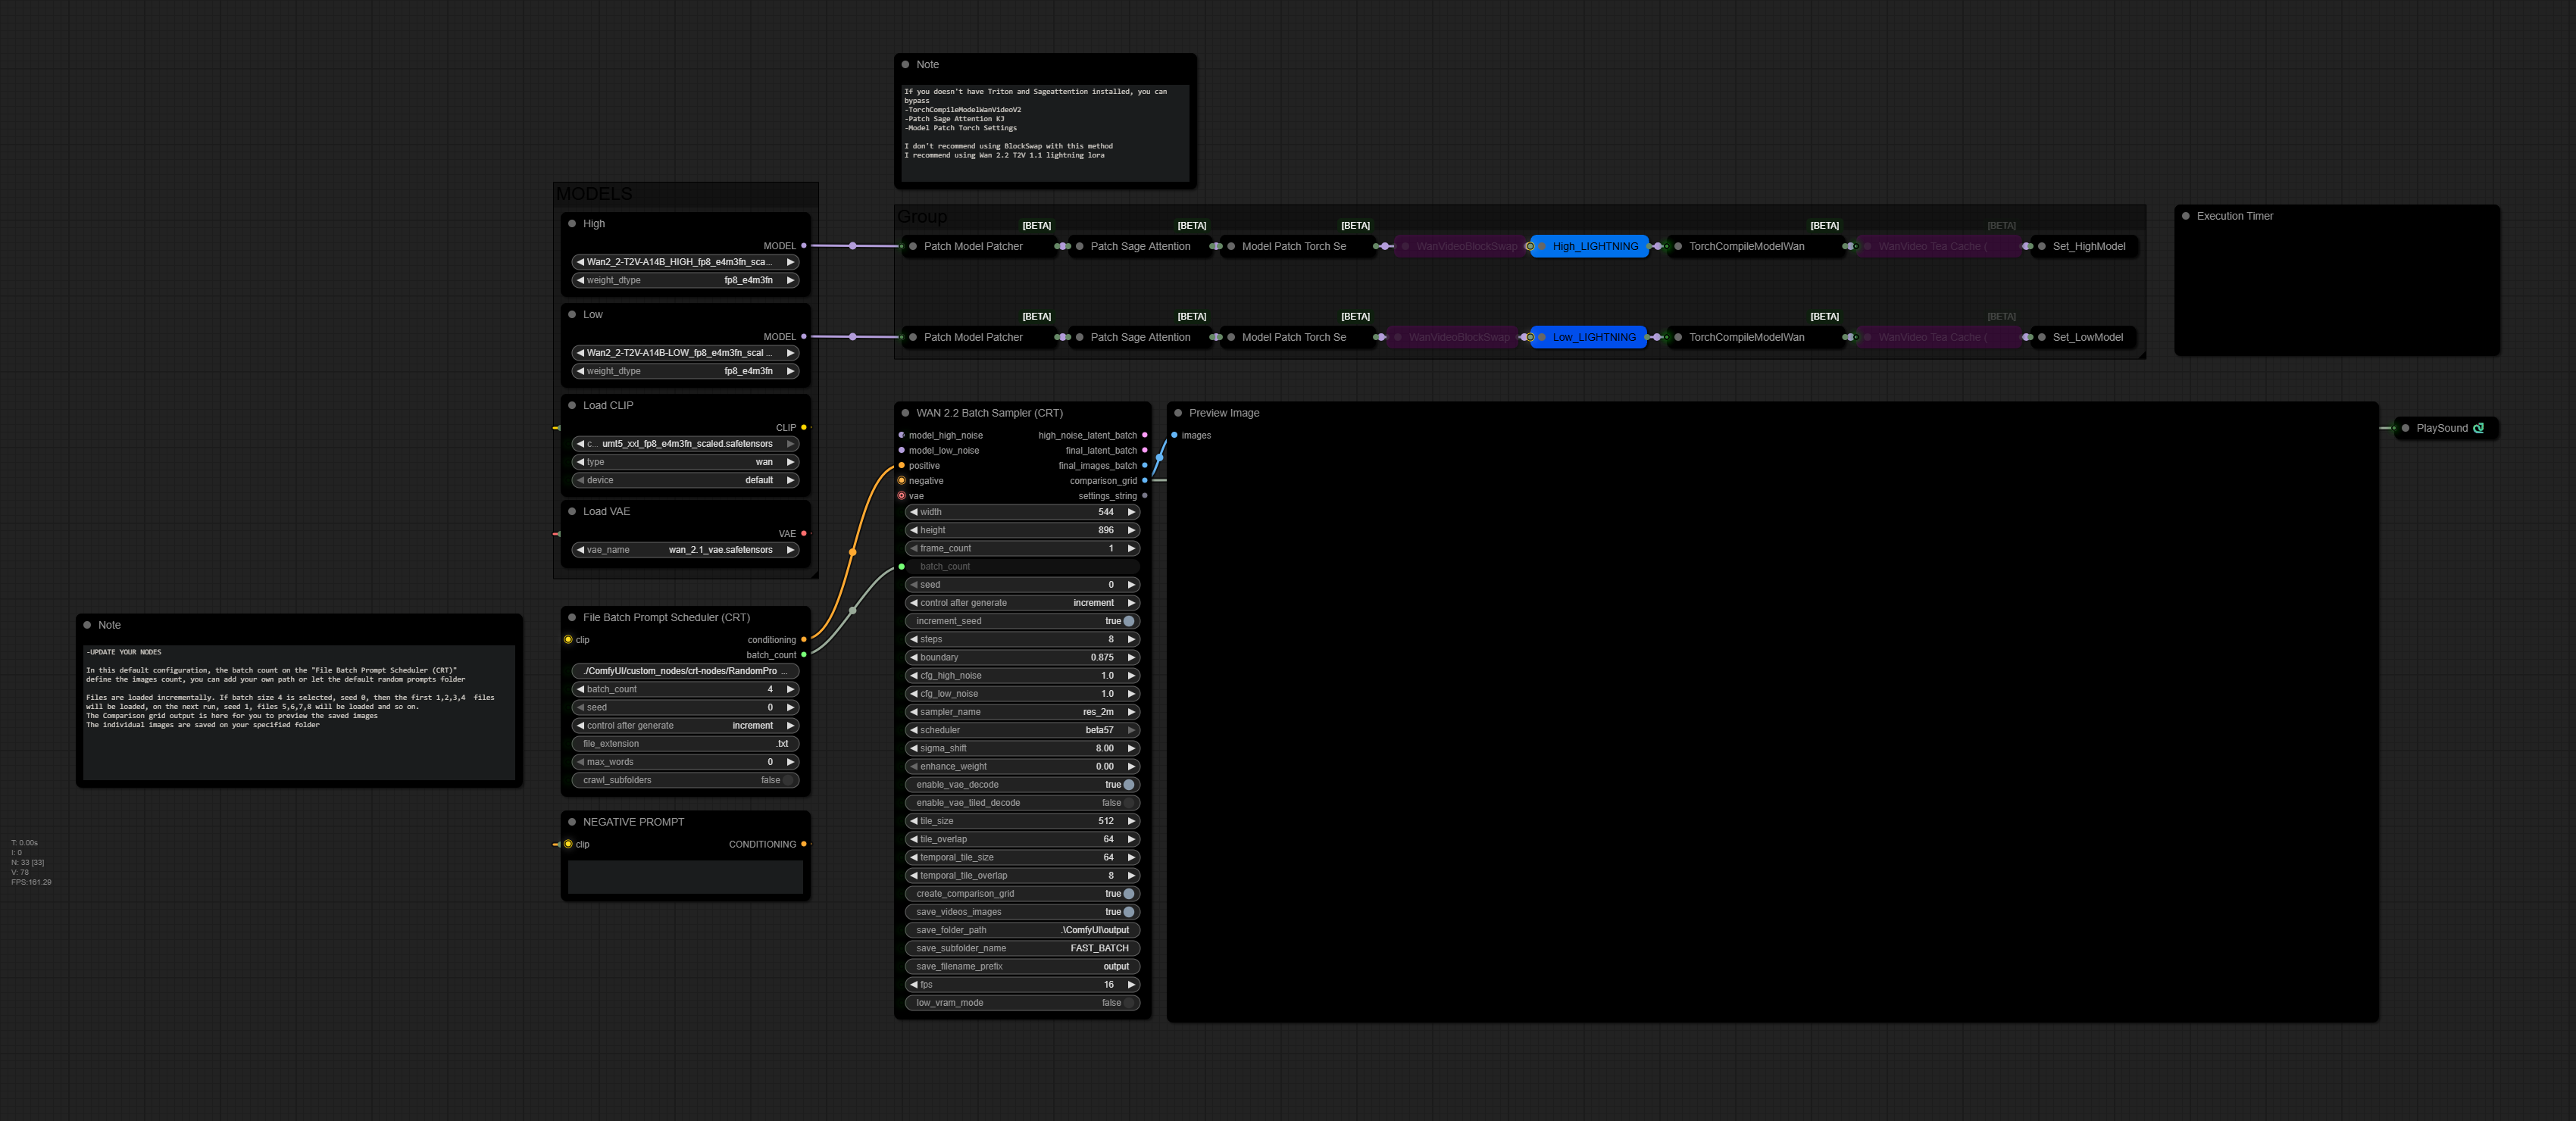 Note
If you doesn't have Triton and Sageattention installed, you can
bypass
-TorchCompileModelWanVideoV2
-Patch Sage Attention KJ
-Model Patch Torch Settings
I don't recommend using BlockSwap with this method
I recommend using Wan 2.2 T2V 1.1 lightning lora
MODELS
High
MODEL
Wan2_2-T2V-A14B_HIGH_fp8_e4m3fn_sca...
weight_dtype fp8_e4m3fn
Low
MODEL
Wan2_2-T2V-A14B-LOW_fp8_e4m3fn_scal ...
weight_dtype fp8_e4m3fn
Load CLIP
CLIP
c... umt5_xxl_fp8_e4m3fn_scaled.safetensors
type wan
device default
Load VAE
VAE
vae_name wan_2.1_vae.safetensors
Group
[BETA] [BETA] [BETA] [BETA] [BETA]
Patch Model Patcher Patch Sage Attention Model Patch Torch Se WanVideoBlockSwap High_LIGHTNING TorchCompileModelWan WanVideo Tea Cache ( Set_HighModel
[BETA] [BETA] [BETA] [BETA] [BETA]
Patch Model Patcher Patch Sage Attention Model Patch Torch Se WanVideoBlockSwap Low_LIGHTNING TorchCompileModelWan WanVideo Tea Cache ( Set_LowModel
Execution Timer
Note
-UPDATE YOUR NODES
In this default configuration, the batch count on the "File Batch Prompt Scheduler (CRT)"
define the images count, you can add your own path or let the default random prompts folder
Files are loaded incrementally. If batch size 4 is selected, seed 0, then the first 1,2,3,4 files
will be loaded, on the next run, seed 1, files 5,6,7,8 will be loaded and so on.
The Comparison grid output is here for you to preview the saved images
The individual images are saved on your specified folder
File Batch Prompt Scheduler (CRT)
clip conditioning
batch_count
./ComfyUI/custom_nodes/crt-nodes/RandomPro ...
batch_count 4
seed 0
control after generate increment
file_extension .txt
max_words 0
crawl_subfolders false
NEGATIVE PROMPT
clip CONDITIONING
WAN 2.2 Batch Sampler (CRT)
model_high_noise high_noise_latent_batch
model_low_noise final_latent_batch
positive final_images_batch
negative comparison_grid
vae settings_string
width 544
height 896
frame_count 1
batch_count
seed 0
control after generate increment
increment_seed true
steps 8
boundary 0.875
cfg_high_noise 1.0
cfg_low_noise 1.0
sampler_name res_2m
scheduler beta57
sigma_shift 8.00
enhance_weight 0.00
enable_vae_decode true
enable_vae_tiled_decode false
tile_size 512
tile_overlap 64
temporal_tile_size 64
temporal_tile_overlap 8
create_comparison_grid true
save_videos_images true
save_folder_path .\ComfyUI\output
save_subfolder_name FAST_BATCH
save_filename_prefix output
fps 16
low_vram_mode false
Preview Image
images
PlaySound
T: 0.00s
I: 0
N: 33 [33]
V: 78
FPS:161.29